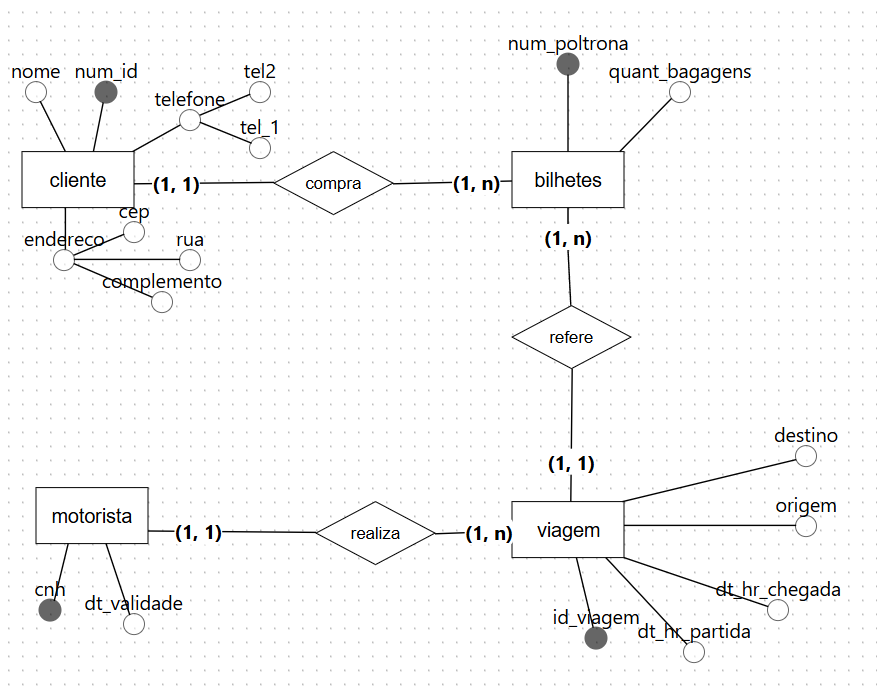 num_poltrona
nome
num_id
tel2
quant_bagagens
telefone
tel_1
cliente
(1, 1)
compra
(1, n)
bilhetes
cep
endereco
rua
(1, n)
complemento
refere
destino
(1, 1)
origem
motorista
(1, 1)
realiza
(1, n)
viagem
cnh
dt_validade
dt_hr_chegada
id_viagem
dt_hr_partida